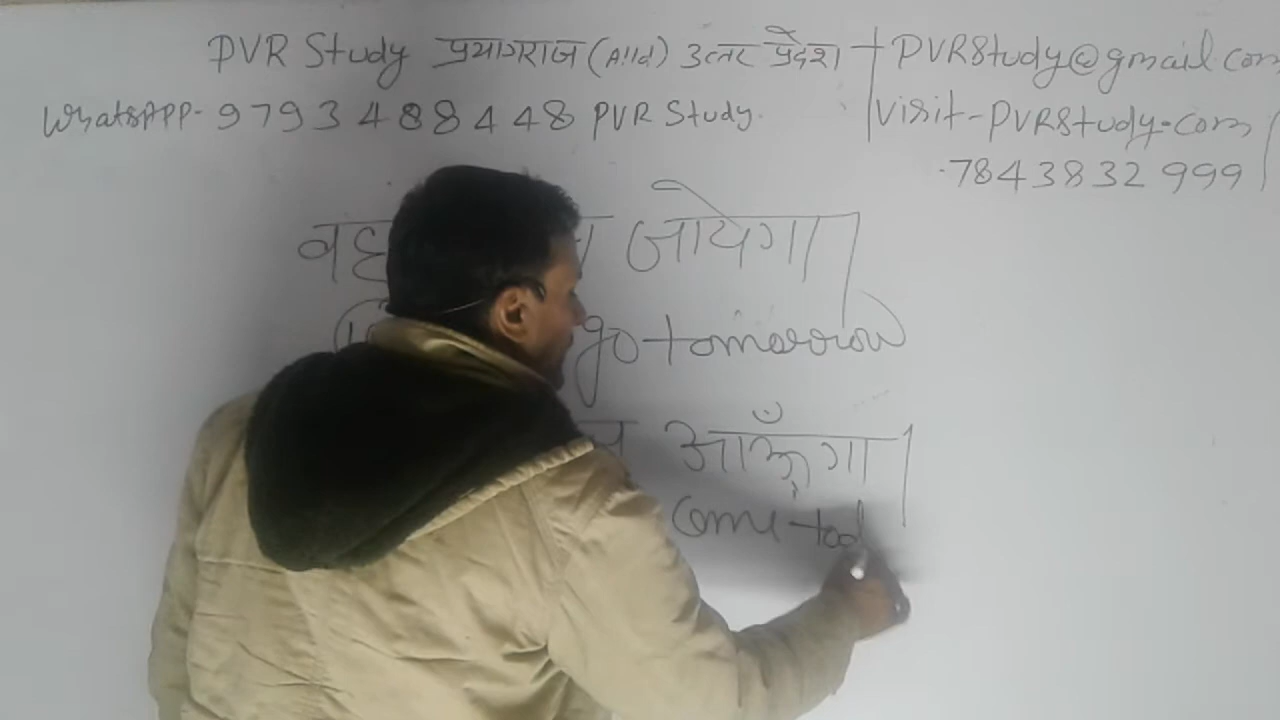 PVR Study प्रयागराज (Alld) उत्तर प्रदेश
PVRStudy@gmail.com
WhatsAPP- 9793488448 PVR Study.
Visit-PVRStudy.com
7843832999
वह जायेगा।
go tomorrow
आऊँगा।
Come tod